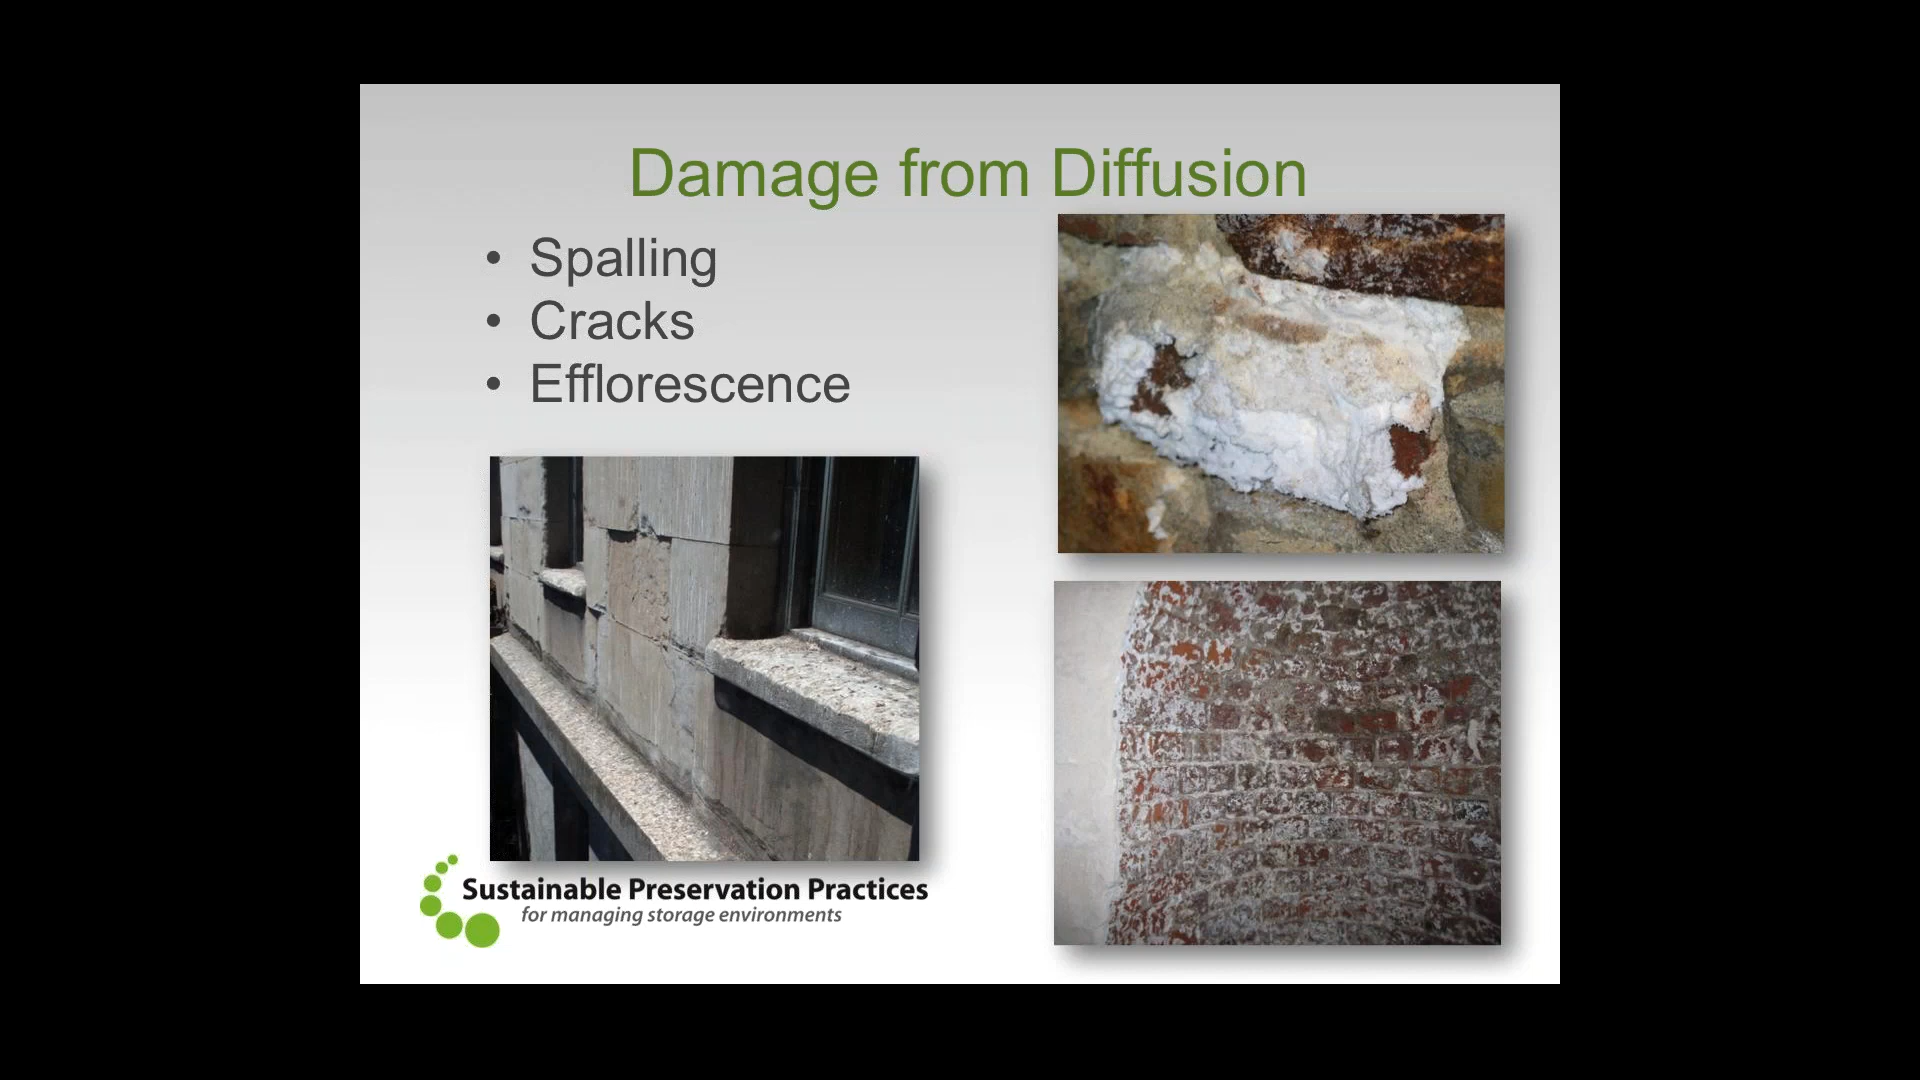 Damage from Diffusion
• Spalling
• Cracks
• Efflorescence
Sustainable Preservation Practices
for managing storage environments